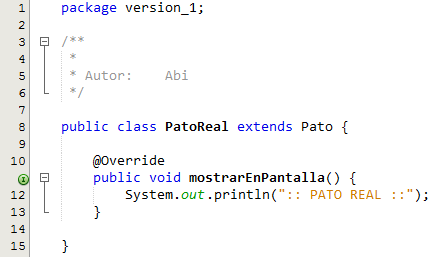 1 package version_1;
2
3 /**
4 *
5 * Autor: Abi
6 */
7
8 public class PatoReal extends Pato {
9
10 @Override
public void mostrarEnPantalla() {
12 System.out.println(":: PATO REAL ::");
13 }
14
15 }